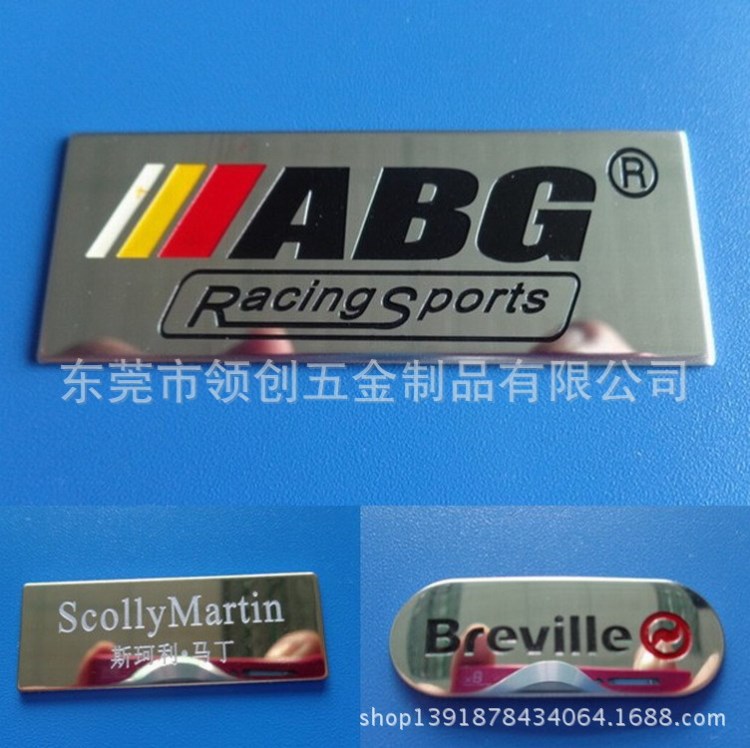 ABG®
Racing Sports
东莞市领创五金制品有限公司
ScollyMartin
斯珂利·马丁
Breville
shop1391878434064.1688.com